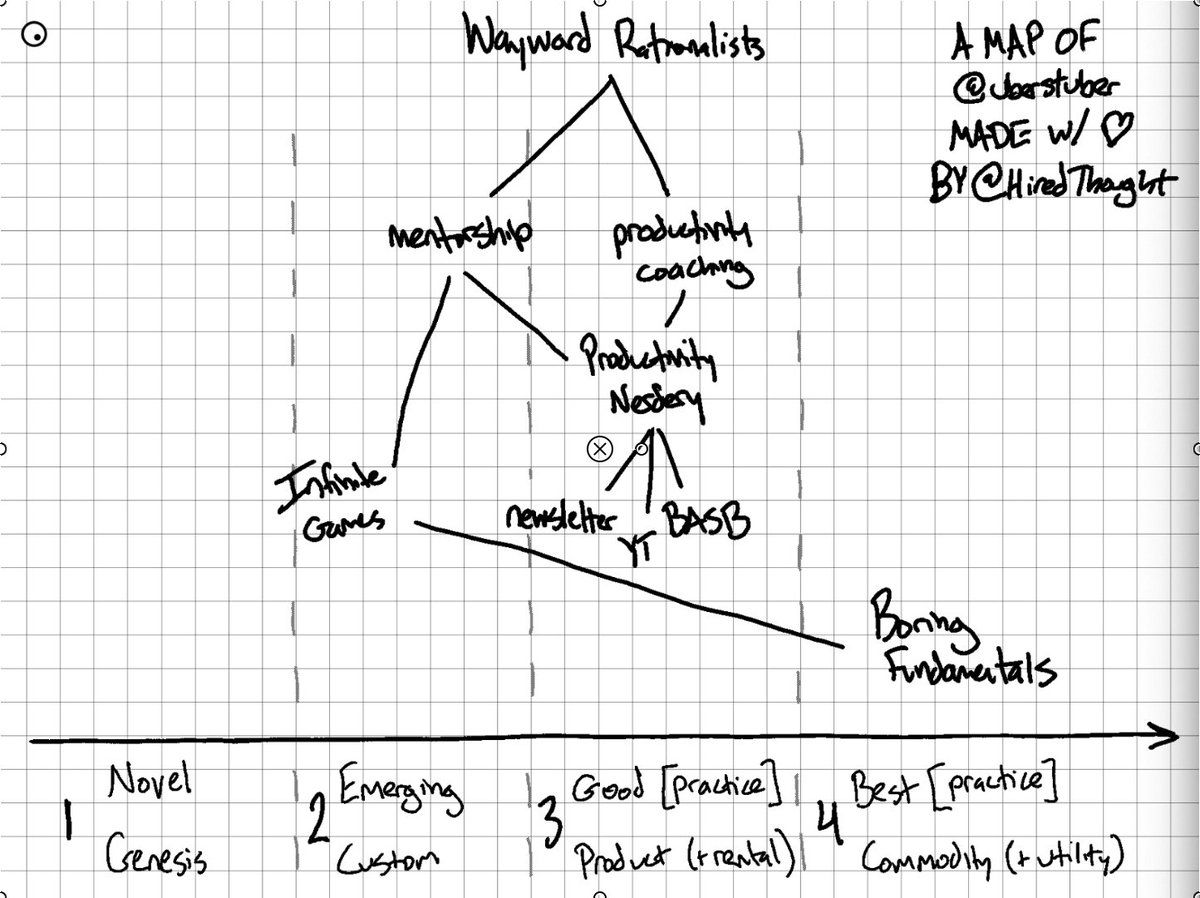 Wayward Rationalists
A MAP OF
@uberstuber
MADE W/ ♡
BY @HiredThought
mentorship
productivity
coaching
Productivity
Nerdery
Infinite
Games
newsletter
YT
BASB
Boring
Fundamentals
1
Novel
Genesis
2
Emerging
Custom
3
Good [practice]
Product (+rental)
4
Best [practice]
Commodity (+utility)